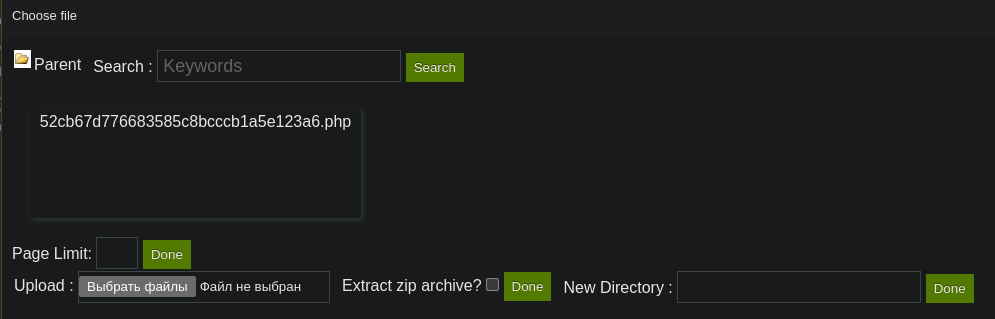 Choose file
Parent Search : Keywords Search
52cb67d776683585c8bcccb1a5e123a6.php
Page Limit: Done
Upload : Выбрать файлы Файл не выбран Extract zip archive? Done New Directory : Done